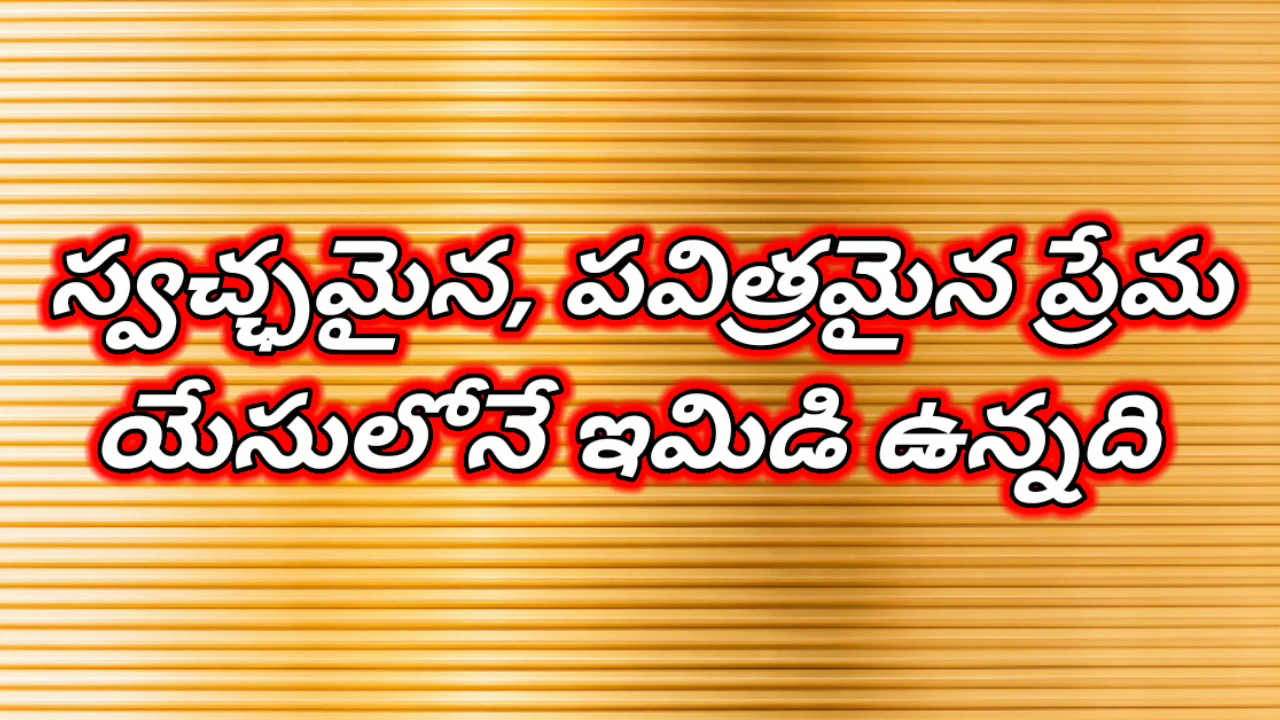 స్వచ్ఛమైన, పవిత్రమైన ప్రేమ
యేసులోనే ఇమిడి ఉన్నది